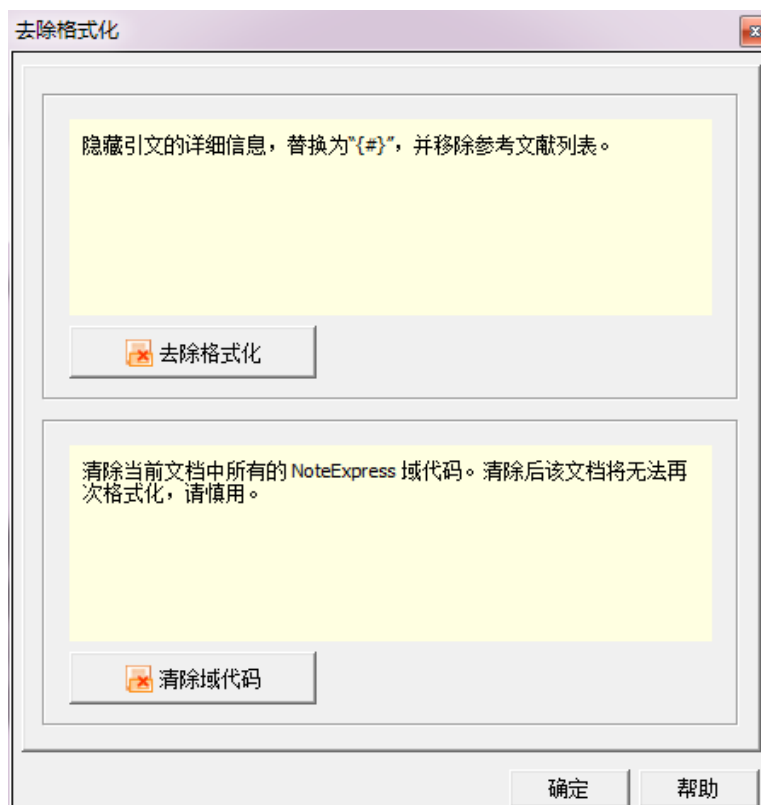 去除格式化
隐藏引文的详细信息，替换为“{#}”，并移除参考文献列表。
去除格式化
清除当前文档中所有的 NoteExpress 域代码。清除后该文档将无法再
次格式化，请慎用。
清除域代码
确定
帮助